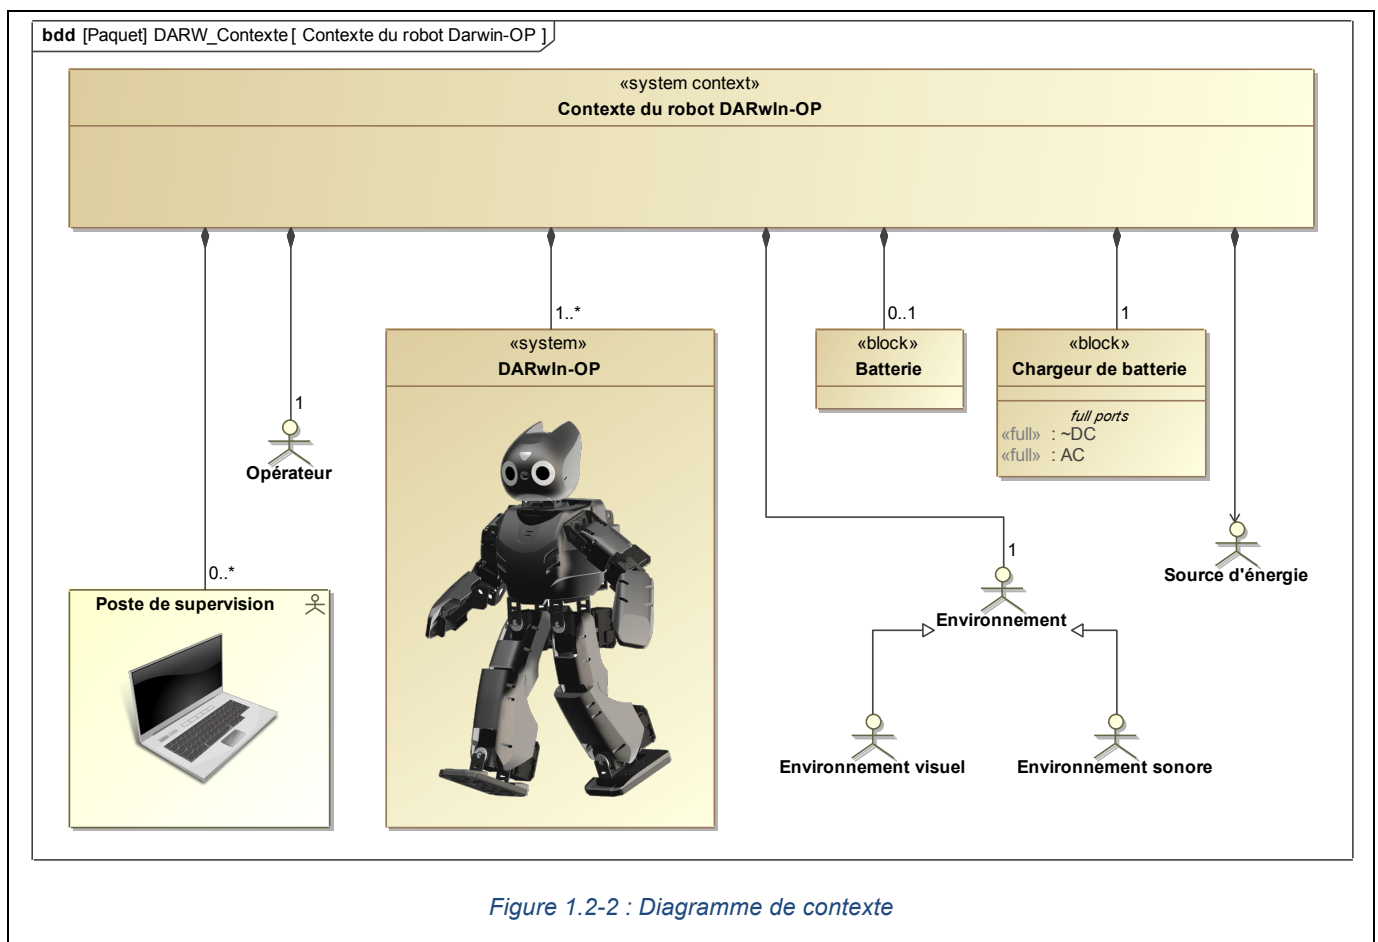 bdd [Paquet] DARW_Contexte [ Contexte du robot Darwin-OP ]
«system context»
Contexte du robot DARwIn-OP
1..*
0..1
1
«system»
DARwIn-OP
«block»
Batterie
«block»
Chargeur de batterie
full ports
«full» : ~DC
«full» : AC
1
Opérateur
1
Source d'énergie
0..*
Poste de supervision
Environnement
Environnement visuel
Environnement sonore
Figure 1.2-2 : Diagramme de contexte